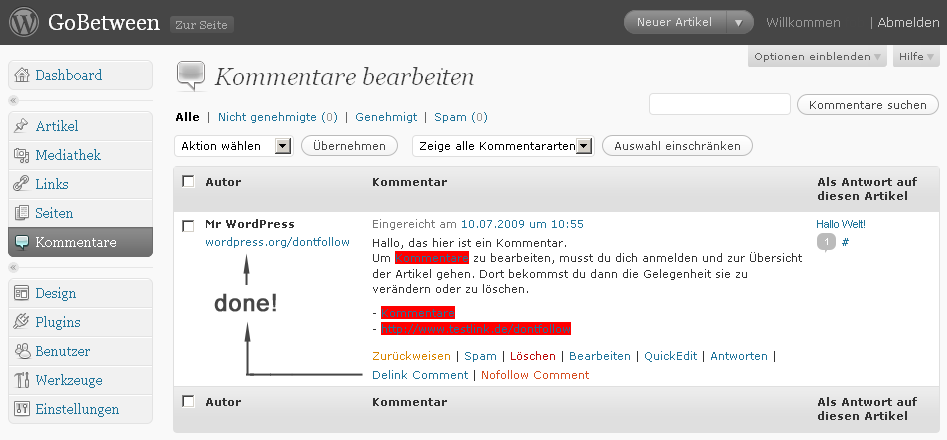 GoBetween Zur Seite Neuer Artikel Willkommen | Abmelden
Optionen einblenden Hilfe
Dashboard
Artikel
Mediathek
Links
Seiten
Kommentare
Design
Plugins
Benutzer
Werkzeuge
Einstellungen
Kommentare bearbeiten
Kommentare suchen
Alle | Nicht genehmigte (0) | Genehmigt | Spam (0)
Aktion wählen Übernehmen Zeige alle Kommentararten Auswahl einschränken
Autor Kommentar Als Antwort auf
diesen Artikel
Mr WordPress Eingereicht am 10.07.2009 um 10:55 Hallo Welt!
wordpress.org/dontfollow Hallo, das hier ist ein Kommentar. 1 #
Um Kommentare zu bearbeiten, musst du dich anmelden und zur Übersicht
der Artikel gehen. Dort bekommst du dann die Gelegenheit sie zu
verändern oder zu löschen.
done!
- Kommentare
- http://www.testlink.de/dontfollow
Zurückweisen | Spam | Löschen | Bearbeiten | QuickEdit | Antworten |
Delink Comment | Nofollow Comment
Autor Kommentar Als Antwort auf
diesen Artikel